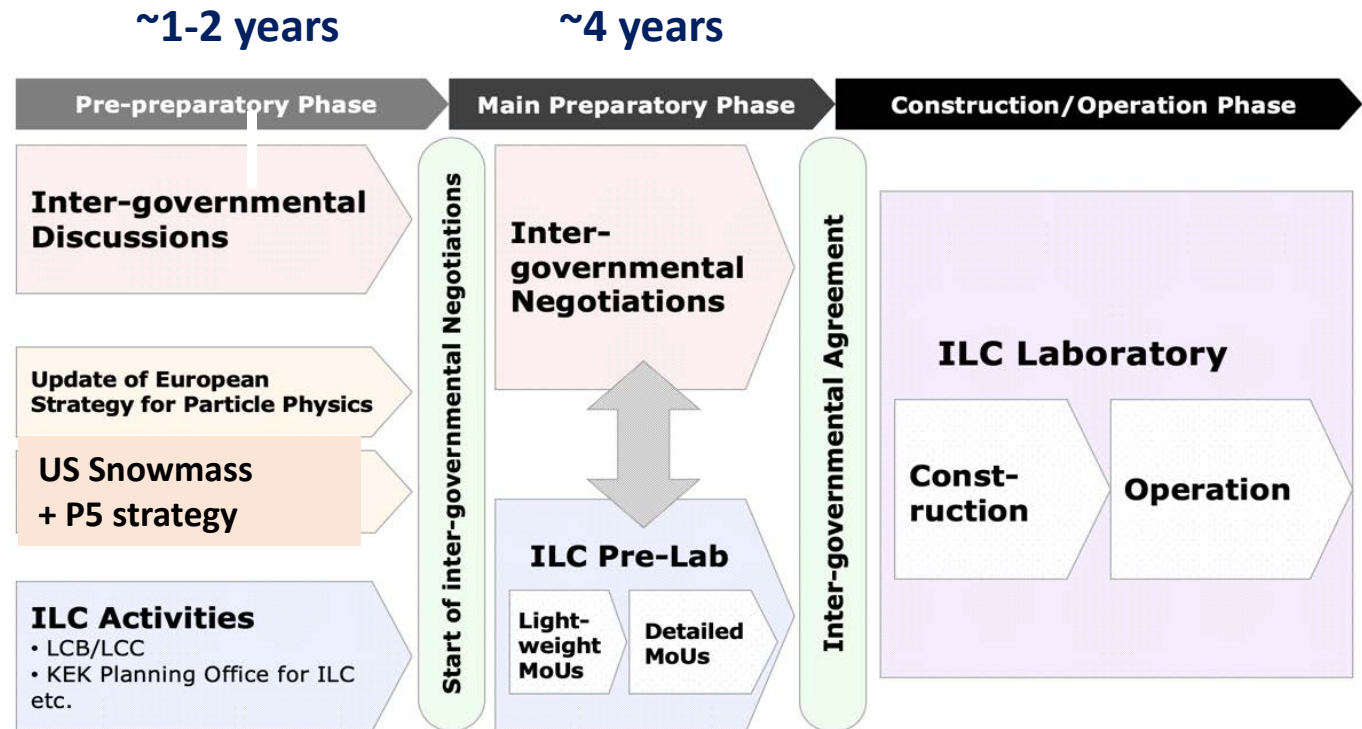 ~1-2 years
~4 years
Pre-preparatory Phase
Main Preparatory Phase
Construction/Operation Phase
Inter-governmental
Discussions
Update of European
Strategy for Particle Physics
US Snowmass
+ P5 strategy
ILC Activities
• LCB/LCC
• KEK Planning Office for ILC
etc.
Start of inter-governmental Negotiations
Inter-
governmental
Negotiations
ILC Pre-Lab
Light-
weight
MoUs
Detailed
MoUs
Inter-governmental Agreement
ILC Laboratory
Const-
ruction
Operation